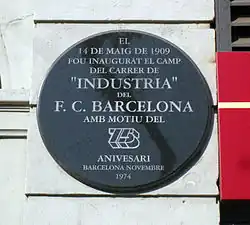 EL
14 DE MAIG DE 1909
FOU INAUGURAT EL CAMP
DEL CARRER DE
"INDUSTRIA"
DEL
F. C. BARCELONA
AMB MOTIU DEL
75
ANIVESARI
BARCELONA NOVEMBRE
1974